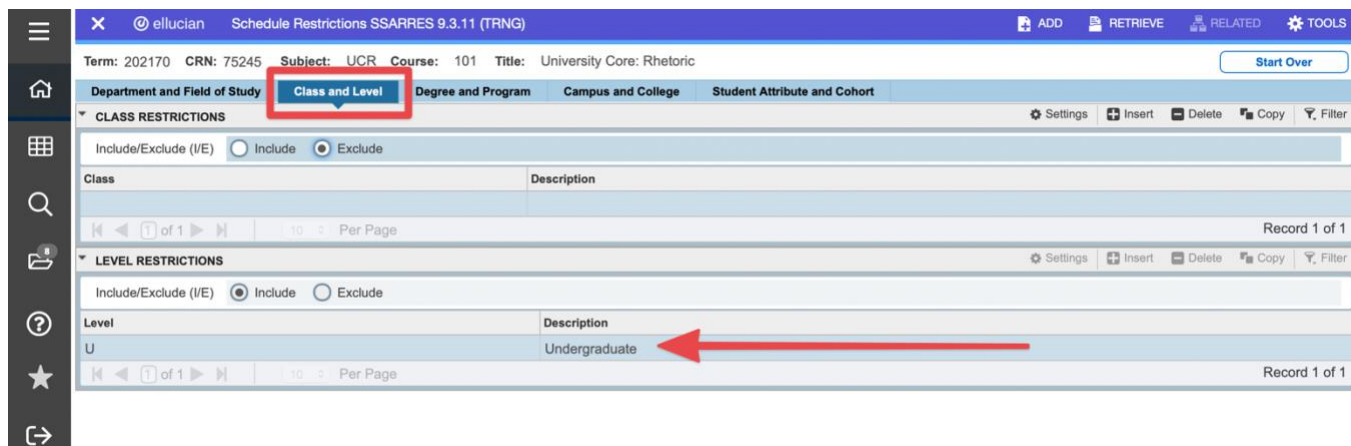 ellucian Schedule Restrictions SSARRES 9.3.11 (TRNG) ADD RETRIEVE RELATED TOOLS
Term: 202170 CRN: 75245 Subject: UCR Course: 101 Title: University Core: Rhetoric Start Over
Department and Field of Study Class and Level Degree and Program Campus and College Student Attribute and Cohort
CLASS RESTRICTIONS Settings Insert Delete Copy Filter
Include/Exclude (I/E) Include Exclude
Class Description
1 of 1 10 Per Page Record 1 of 1
8
LEVEL RESTRICTIONS Settings Insert Delete Copy Filter
Include/Exclude (I/E) Include Exclude
Level Description
U Undergraduate
1 of 1 10 Per Page Record 1 of 1